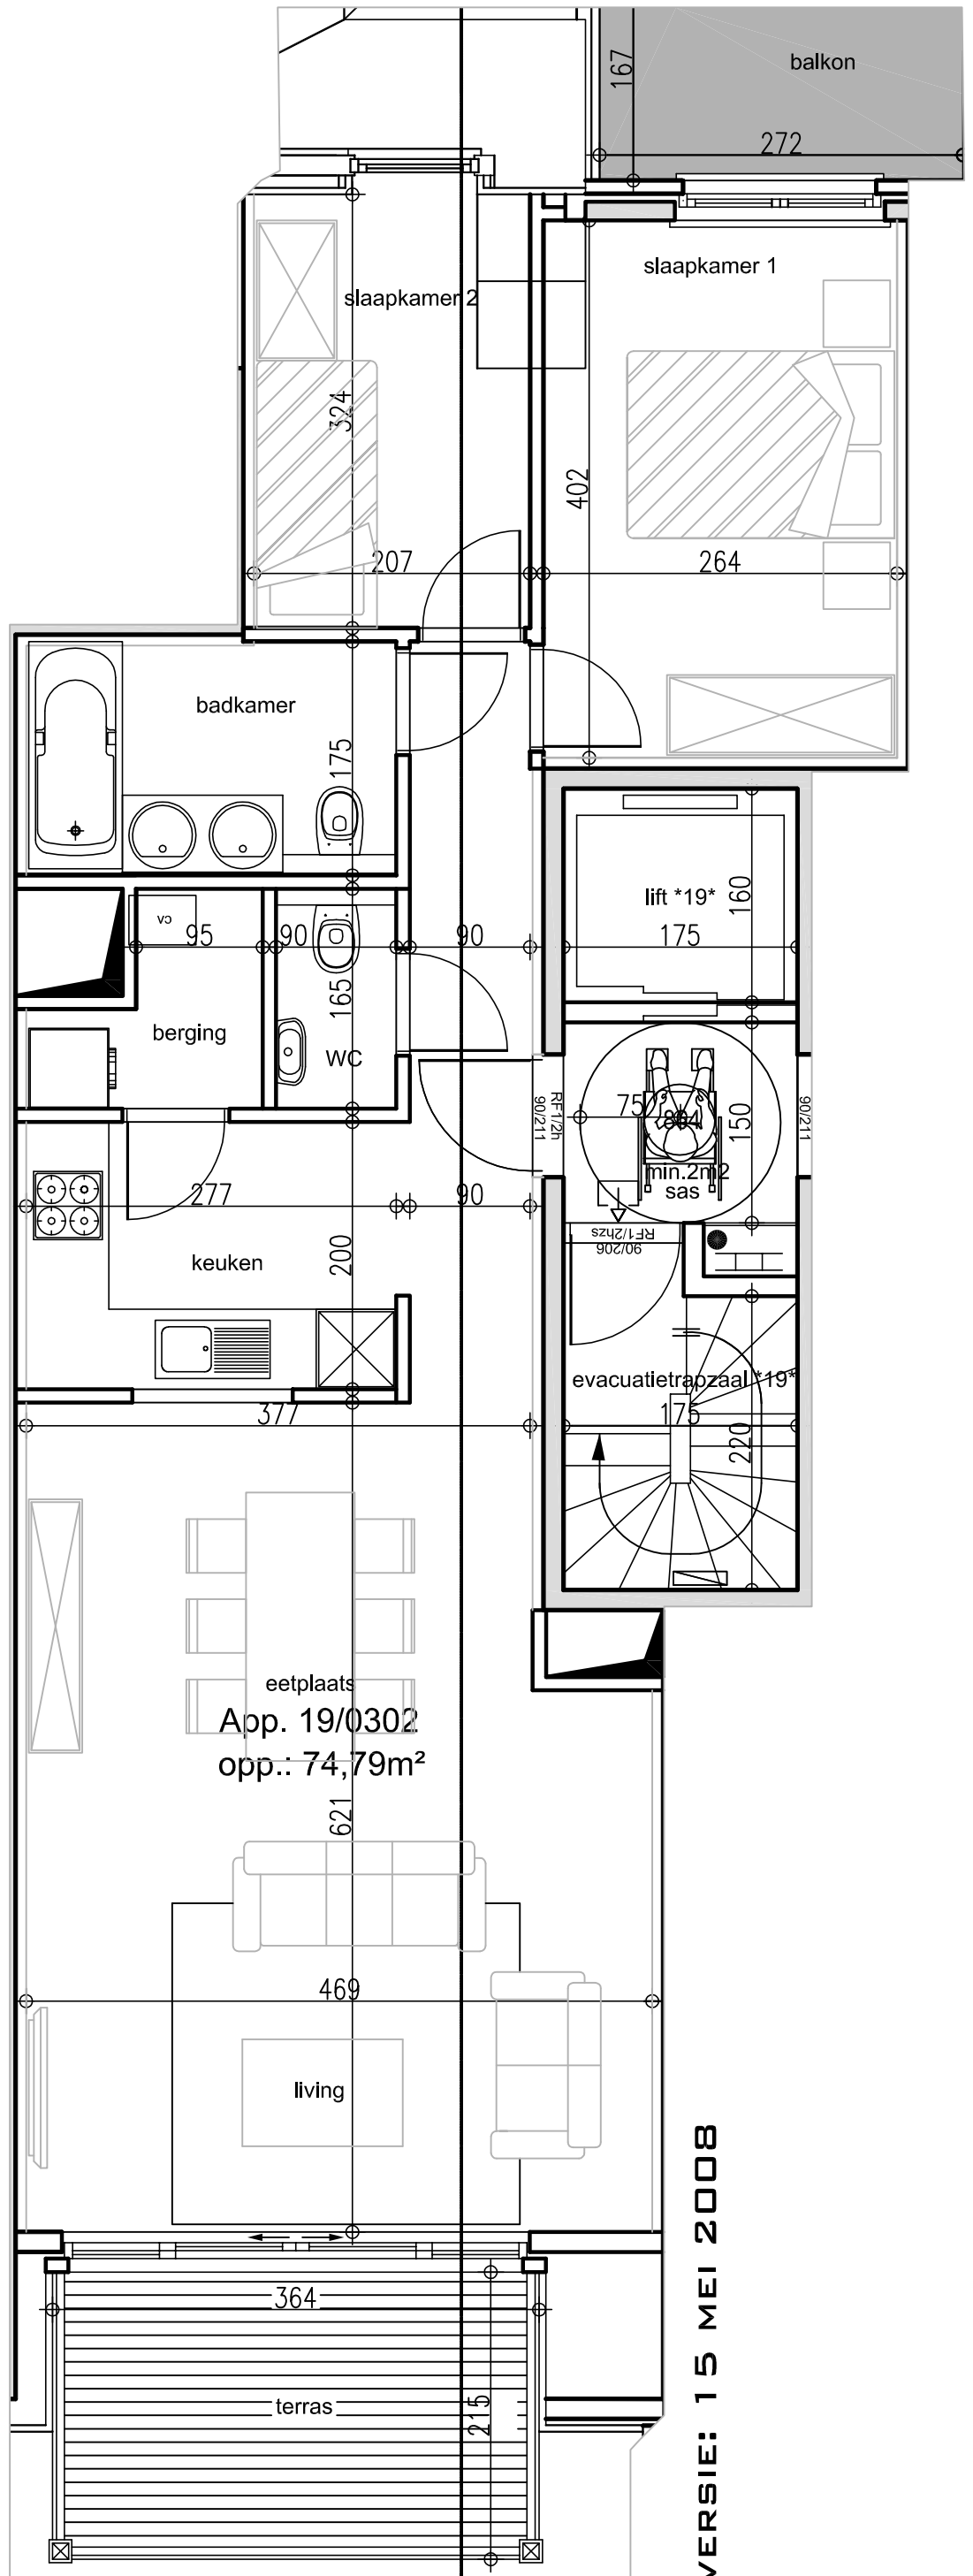 balkon
167
272
slaapkamer 1
slaapkamer 2
324
402
207
264
badkamer
175
lift *19*
160
175
cv
95
90
90
165
berging
WC
RF1/2h
90/211
75
150
90/211
min.2m2
sas
277
90
RF1/2hzs
90/206
keuken
200
evacuatietrapzaal *19*
377
175
220
eetplaats
App. 19/0302
opp.: 74,79m²
621
469
living
364
terras
215
VERSIE: 15 MEI 2008